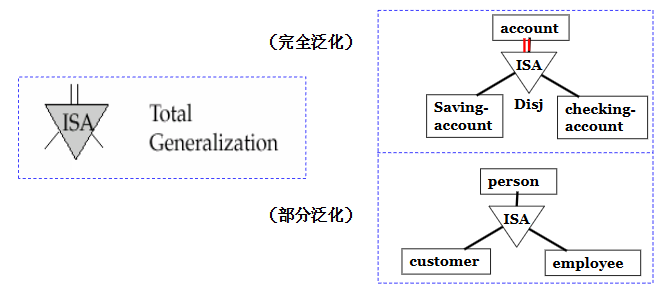 （完全泛化）
account
ISA
Disj
Saving-
account
checking-
account
ISA
Total
Generalization
（部分泛化）
person
ISA
customer
employee